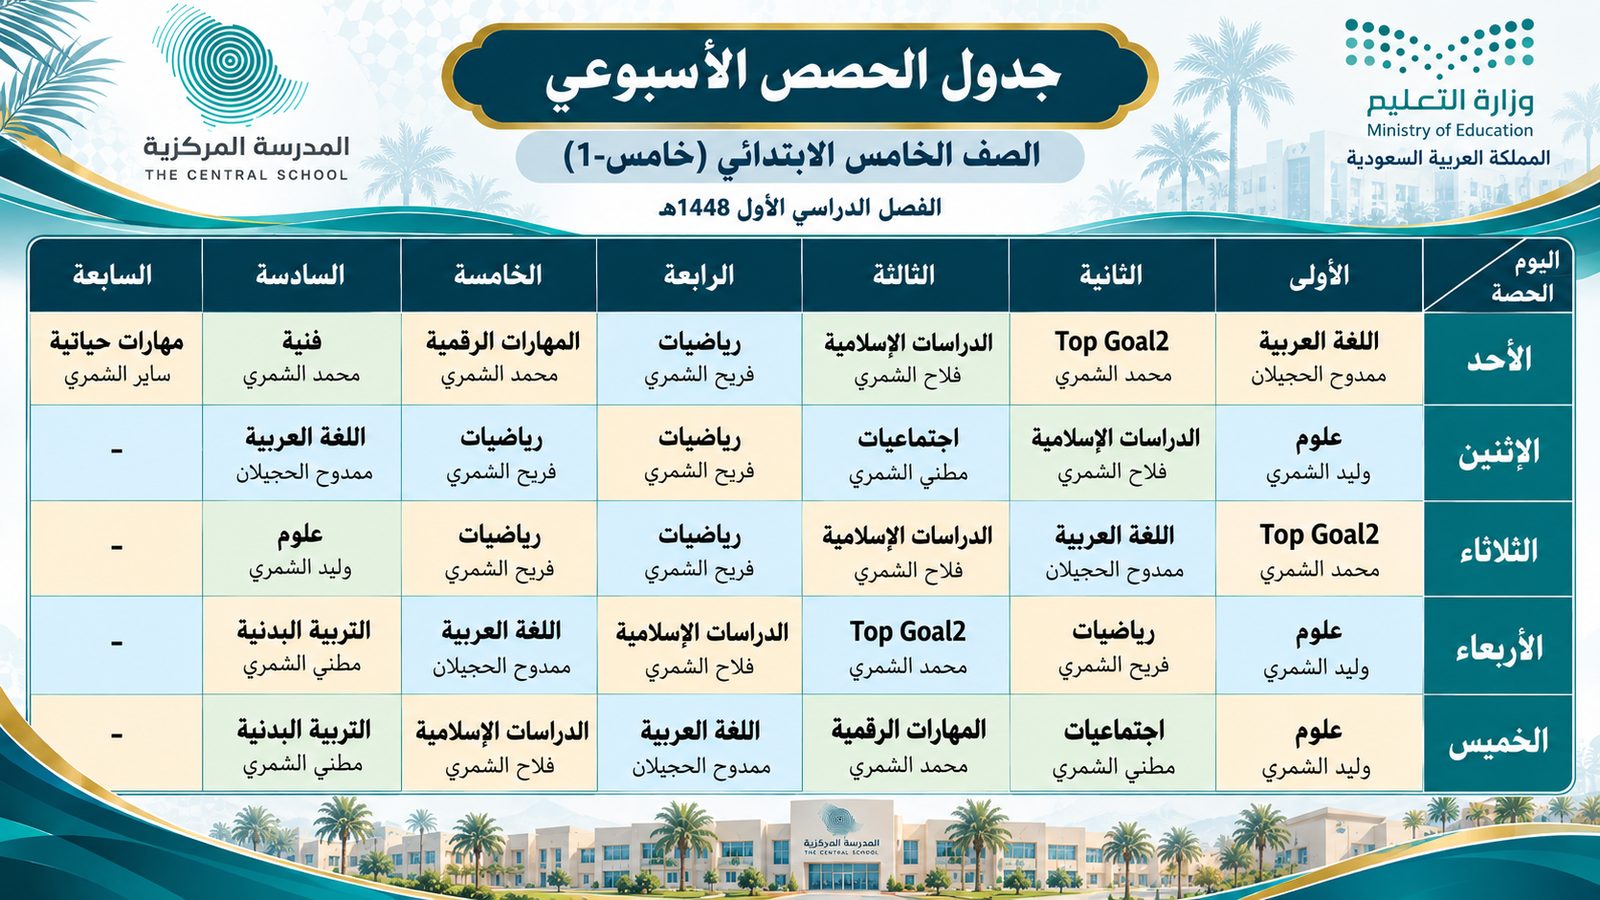 المدرسة المركزية
THE CENTRAL SCHOOL
جدول الحصص الأسبوعي
الصف الخامس الابتدائي (خامس-1)
الفصل الدراسي الأول 1448هـ
وزارة التعليم
Ministry of Education
المملكة العربية السعودية
اليوم
الحصة
الأولى
الثانية
الثالثة
الرابعة
الخامسة
السادسة
السابعة
الأحد
اللغة العربية
ممدوح الحجيلان
Top Goal2
محمد الشمري
الدراسات الإسلامية
فلاح الشمري
رياضيات
فريح الشمري
المهارات الرقمية
محمد الشمري
فنية
محمد الشمري
مهارات حياتية
ساير الشمري
الإثنين
علوم
وليد الشمري
الدراسات الإسلامية
فلاح الشمري
اجتماعيات
مطني الشمري
رياضيات
فريح الشمري
رياضيات
فريح الشمري
اللغة العربية
ممدوح الحجيلان
-
الثلاثاء
Top Goal2
محمد الشمري
اللغة العربية
ممدوح الحجيلان
الدراسات الإسلامية
فلاح الشمري
رياضيات
فريح الشمري
رياضيات
فريح الشمري
علوم
وليد الشمري
-
الأربعاء
علوم
وليد الشمري
رياضيات
فريح الشمري
Top Goal2
محمد الشمري
الدراسات الإسلامية
فلاح الشمري
اللغة العربية
ممدوح الحجيلان
التربية البدنية
مطني الشمري
-
الخميس
علوم
وليد الشمري
اجتماعيات
مطني الشمري
المهارات الرقمية
محمد الشمري
اللغة العربية
ممدوح الحجيلان
الدراسات الإسلامية
فلاح الشمري
التربية البدنية
مطني الشمري
-
المدرسة المركزية
THE CENTRAL SCHOOL